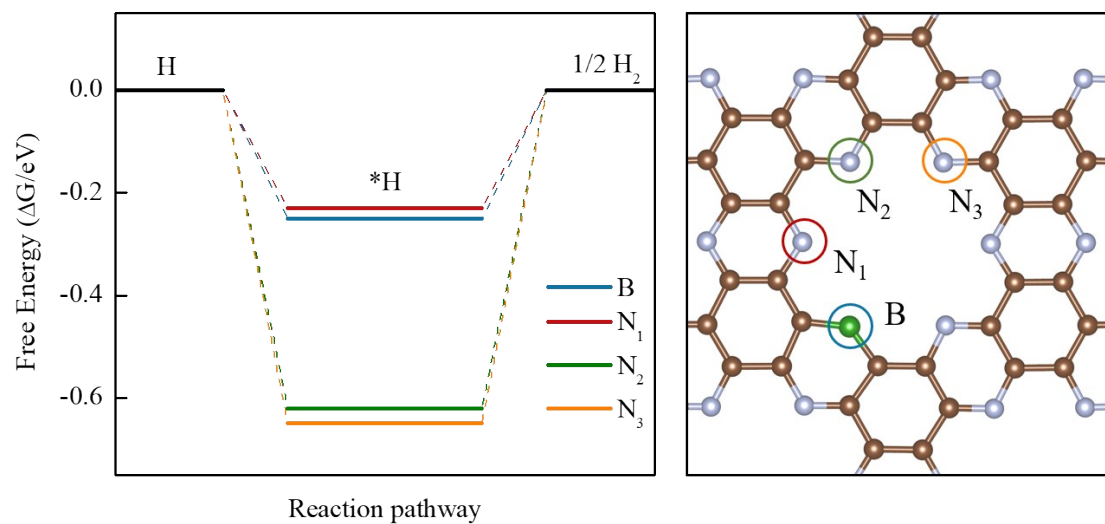 H
1/2 H₂
0.0
-0.2
-0.4
-0.6
Free Energy (ΔG/eV)
*H
B
N₁
N₂
N₃
Reaction pathway
N₂
N₃
N₁
B